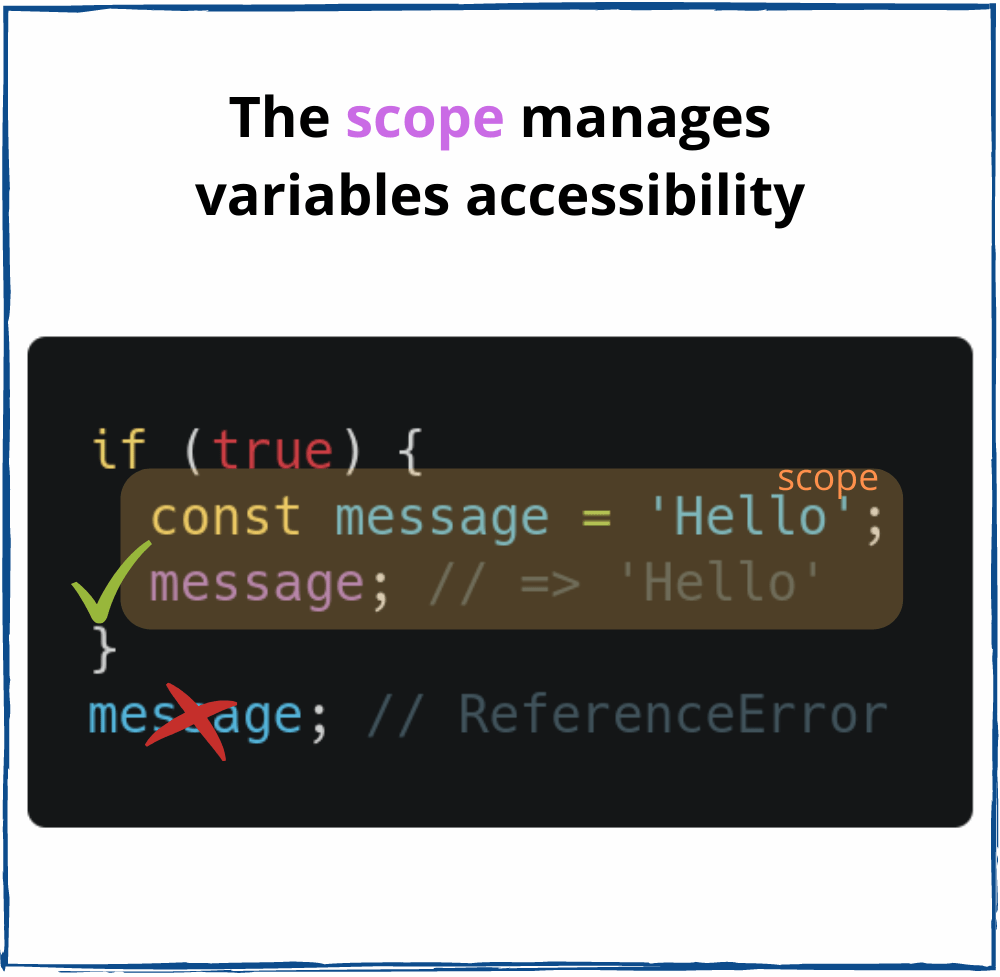 The scope manages
variables accessibility
if (true) {
scope
const message = 'Hello';
message; // => 'Hello'
}
message; // ReferenceError